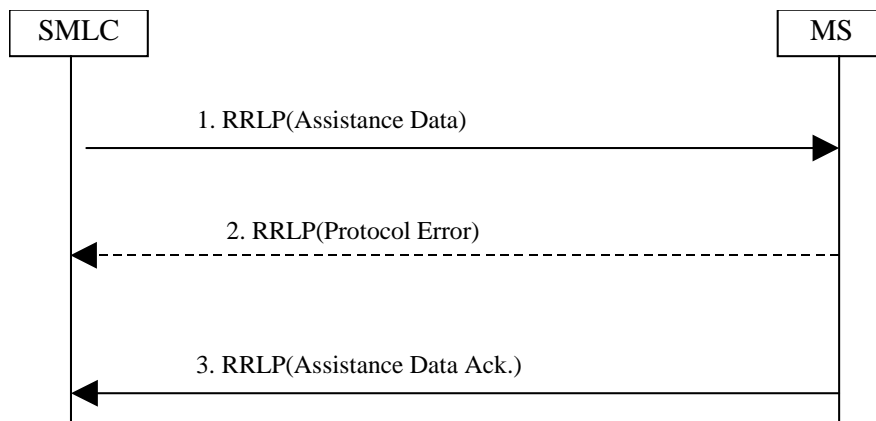 SMLC
MS
1. RRLP(Assistance Data)
2. RRLP(Protocol Error)
3. RRLP(Assistance Data Ack.)